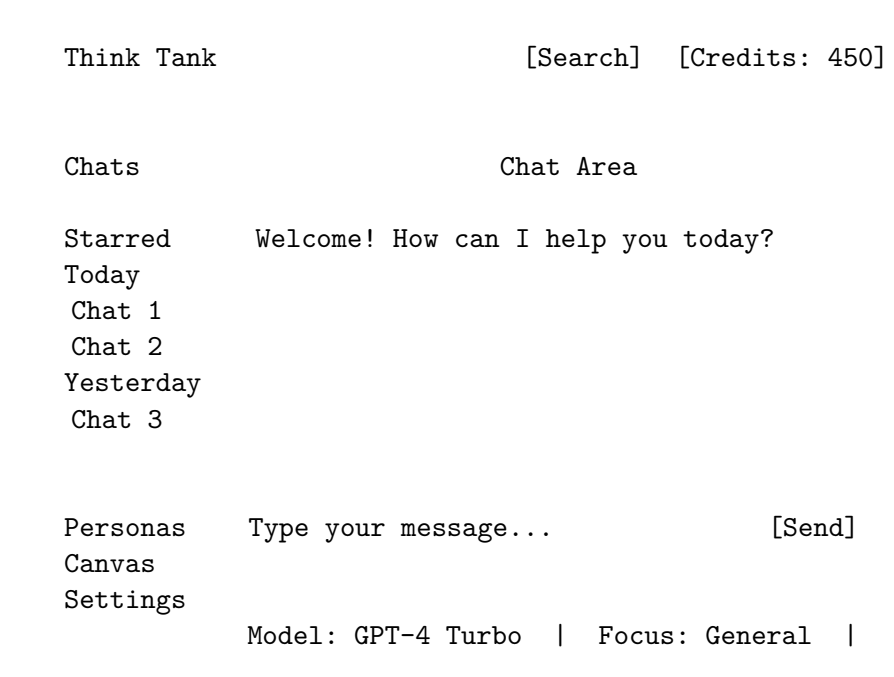 Think Tank [Search] [Credits: 450]
Chats Chat Area
Starred Welcome! How can I help you today?
Today
Chat 1
Chat 2
Yesterday
Chat 3
Personas Type your message... [Send]
Canvas
Settings
Model: GPT-4 Turbo | Focus: General |